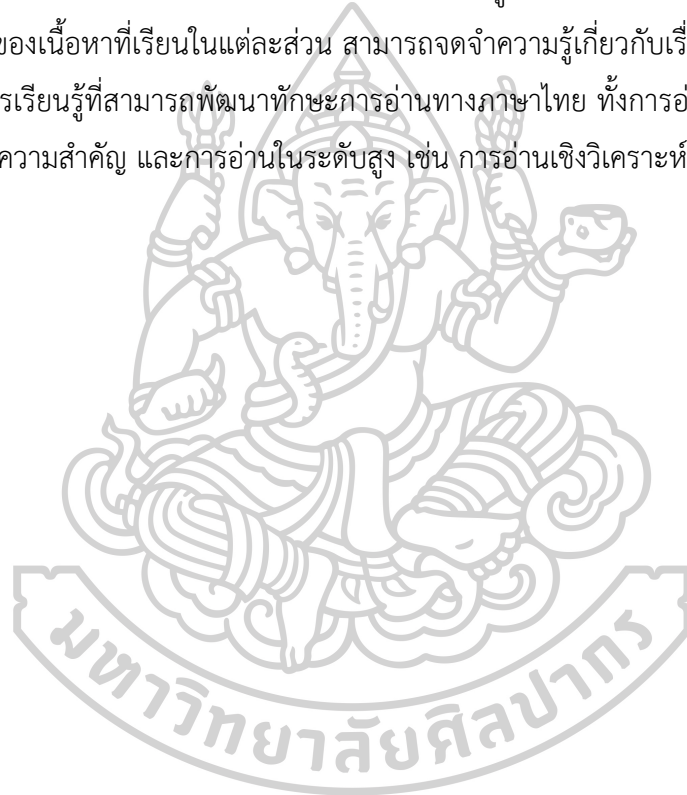 ของเนื้อหาที่เรียนในแต่ละส่วน สามารถจดจำความรู้เกี่ยวกับเรื่
รเรียนรู้ที่สามารถพัฒนาทักษะการอ่านทางภาษาไทย ทั้งการอ่
ความสำคัญ และการอ่านในระดับสูง เช่น การอ่านเชิงวิเคราะห์
มหาวิทยาลัยศิลปากร